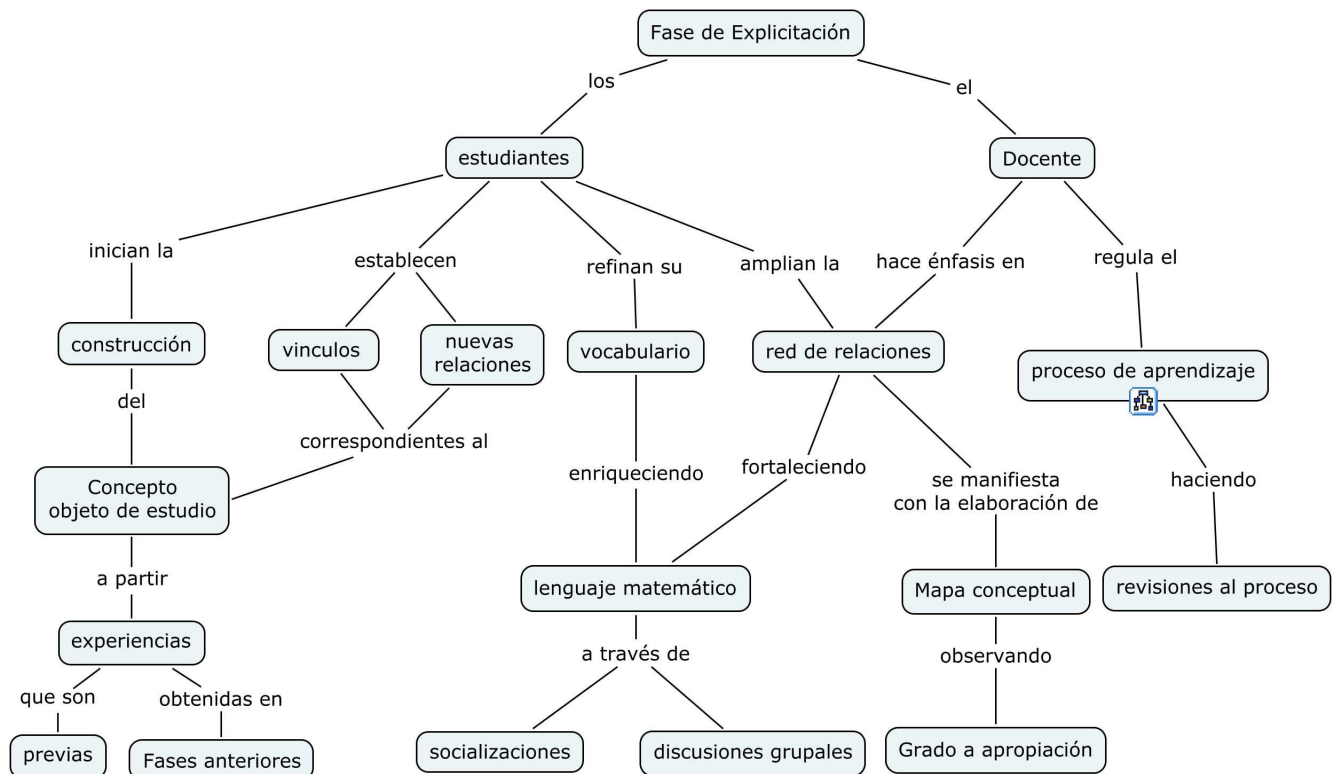 Fase de Explicitación
los
el
estudiantes
Docente
inician la
establecen
refinan su
amplian la
hace énfasis en
regula el
construcción
vinculos
nuevas
relaciones
vocabulario
red de relaciones
proceso de aprendizaje
del
correspondientes al
enriqueciendo
fortaleciendo
se manifiesta
con la elaboración de
haciendo
Concepto
objeto de estudio
a partir
lenguaje matemático
Mapa conceptual
revisiones al proceso
experiencias
a través de
observando
que son
obtenidas en
previas
Fases anteriores
socializaciones
discusiones grupales
Grado a apropiación